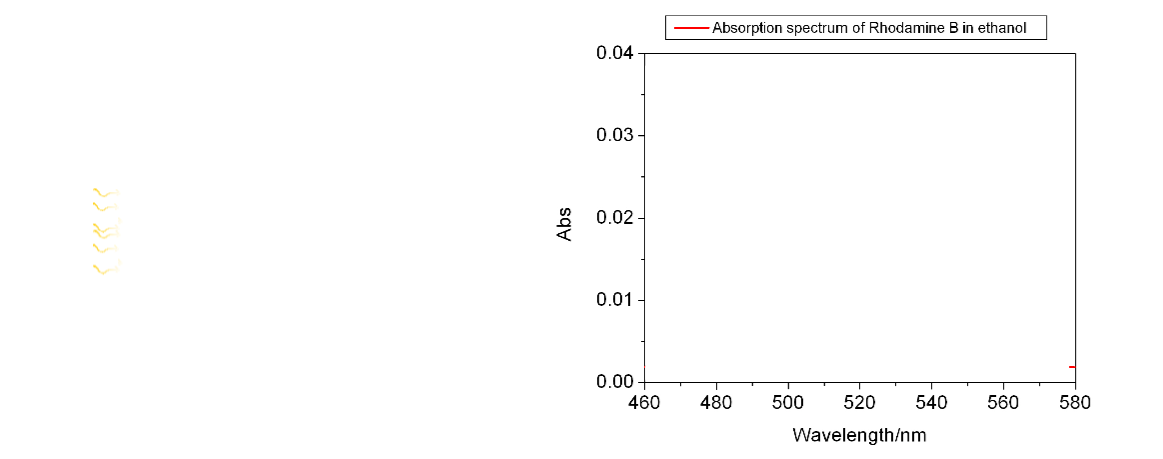 Absorption spectrum of Rhodamine B in ethanol
0.04
0.03
0.02
0.01
0.00
Abs
460 480 500 520 540 560 580
Wavelength/nm